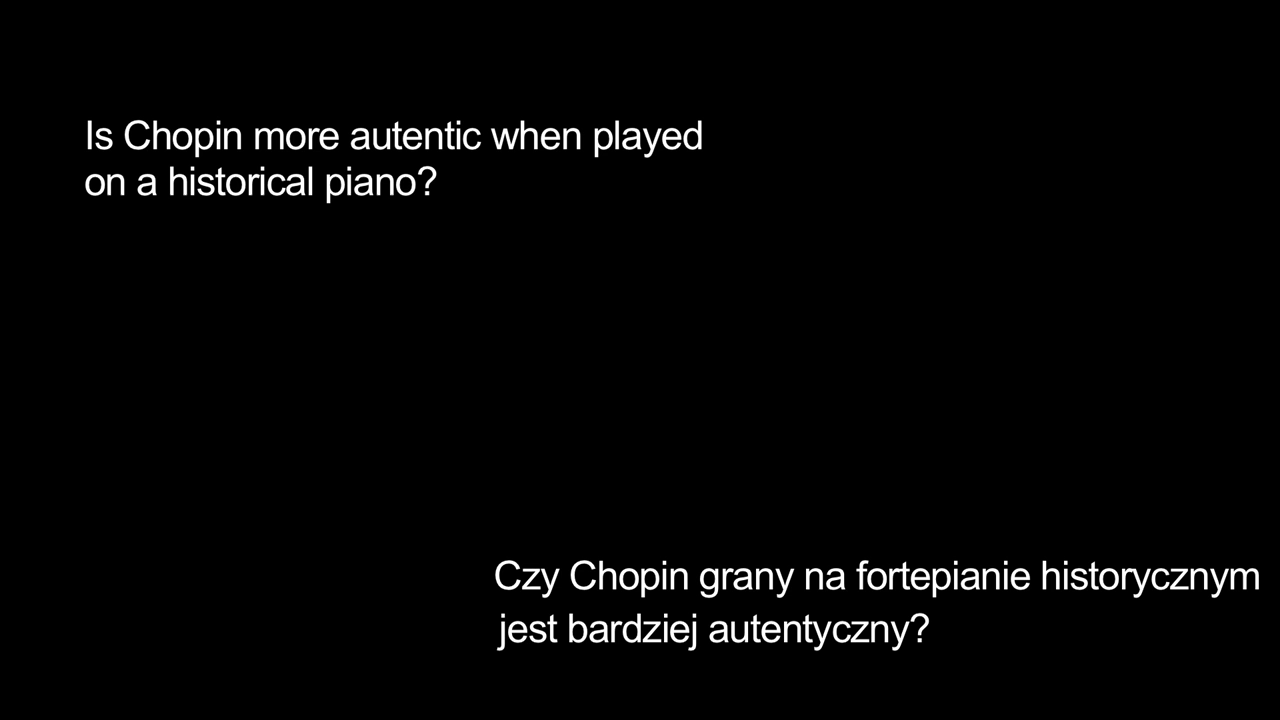 Is Chopin more autentic when played
on a historical piano?
Czy Chopin grany na fortepianie historycznym
jest bardziej autentyczny?